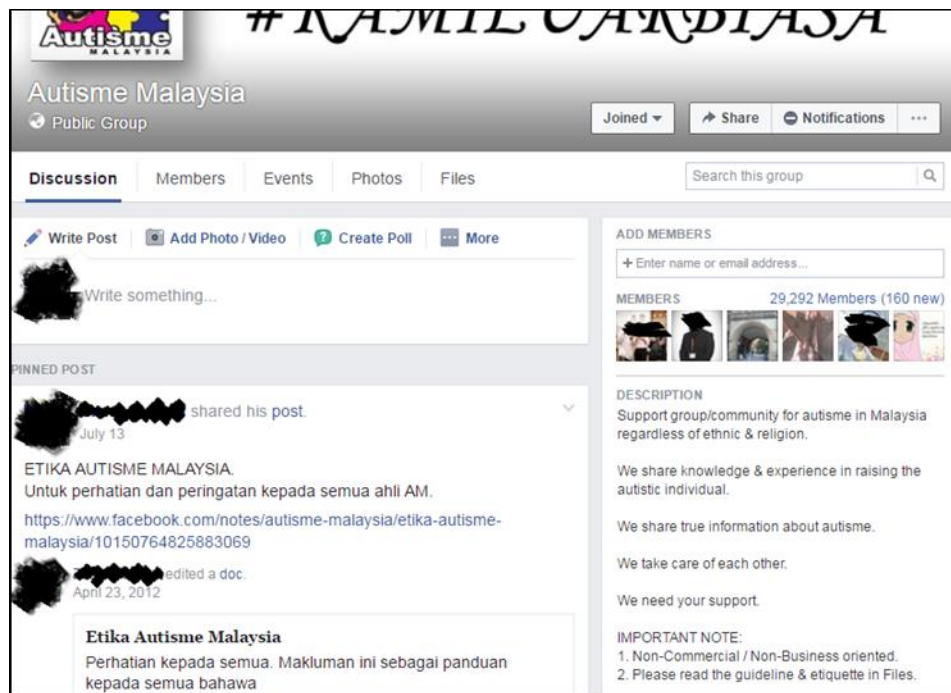 #KAMILUARBIASA
Autisme
MALAYSIA
Autisme Malaysia
Public Group
Joined
Share
Notifications
Discussion
Members
Events
Photos
Files
Search this group
Write Post
Add Photo / Video
Create Poll
More
Write something...
PINNED POST
shared his post.
July 13
ETIKA AUTISME MALAYSIA.
Untuk perhatian dan peringatan kepada semua ahli AM.
https://www.facebook.com/notes/autisme-malaysia/etika-autisme-
malaysia/10150764825883069
edited a doc.
April 23, 2012
Etika Autisme Malaysia
Perhatian kepada semua. Makluman ini sebagai panduan
kepada semua bahawa
ADD MEMBERS
+ Enter name or email address...
MEMBERS
29,292 Members (160 new)
DESCRIPTION
Support group/community for autisme in Malaysia
regardless of ethnic & religion.
We share knowledge & experience in raising the
autistic individual.
We share true information about autisme.
We take care of each other.
We need your support.
IMPORTANT NOTE:
1. Non-Commercial / Non-Business oriented.
2. Please read the guideline & etiquette in Files.